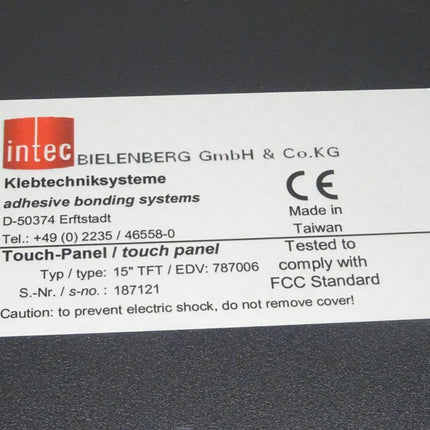 intec BIELENBERG GmbH & Co.KG
Klebtechniksysteme
adhesive bonding systems
D-50374 Erftstadt
Tel.: +49 (0) 2235 / 46558-0
CE
Made in
Taiwan
Touch-Panel / touch panel
Typ / type: 15" TFT / EDV: 787006
S.-Nr. / s-no. : 187121
Tested to
comply with
FCC Standard
Caution: to prevent electric shock, do not remove cover!